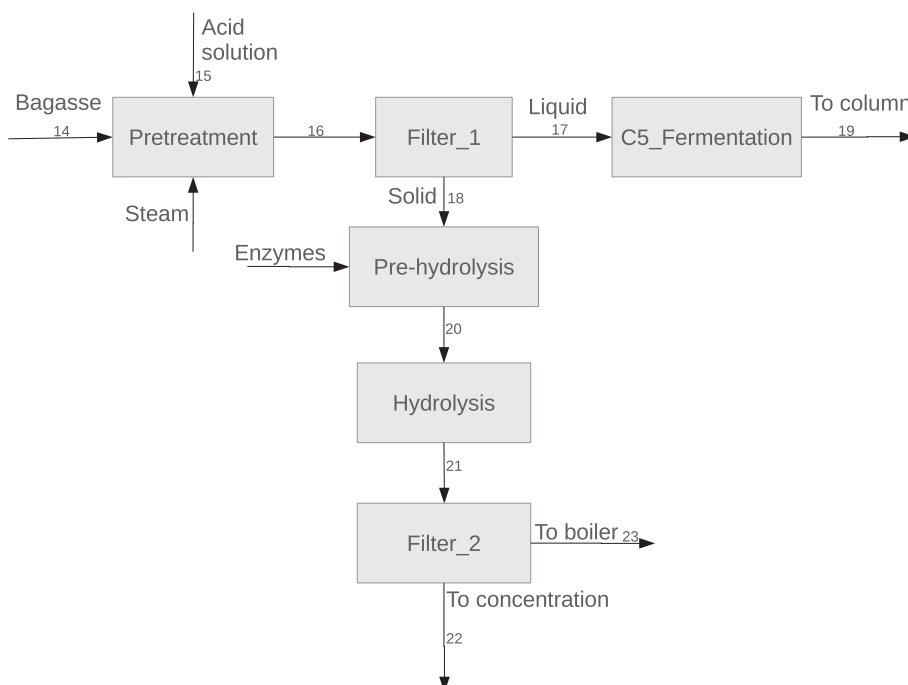 Acid
solution
15
Bagasse
14
Pretreatment
16
Filter_1
Liquid
17
C5_Fermentation
To column
19
Steam
Solid
18
Enzymes
Pre-hydrolysis
20
Hydrolysis
21
Filter_2
To boiler
23
To concentration
22